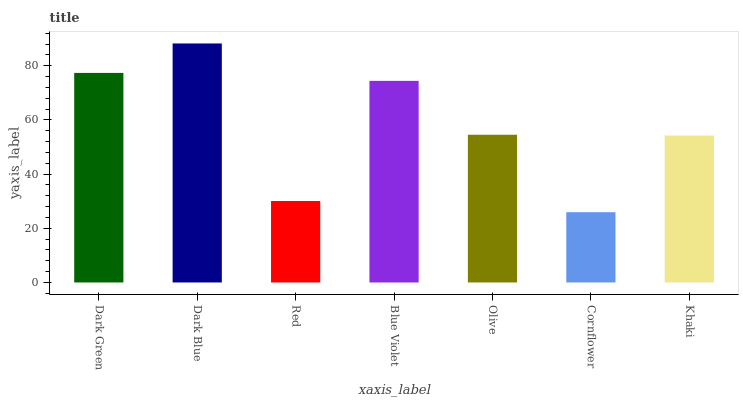 title
yaxis_label
80
60
40
20
0
Dark Green
Dark Blue
Red
Blue Violet
Olive
Cornflower
Khaki
xaxis_label